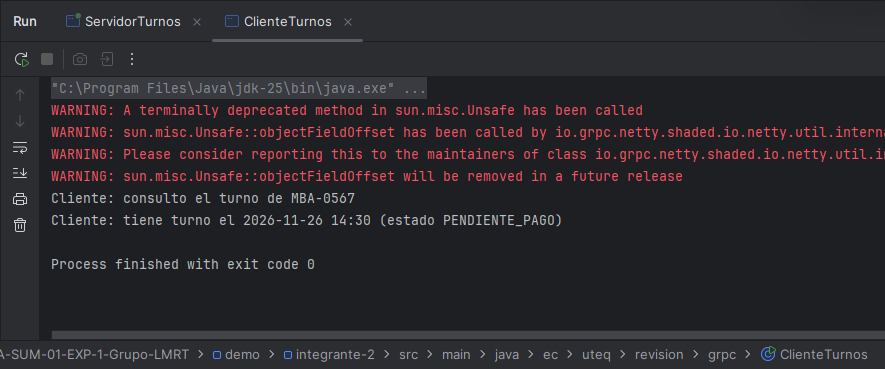 Run ServidorTurnos ClienteTurnos
"C:\Program Files\Java\jdk-25\bin\java.exe" ...
WARNING: A terminally deprecated method in sun.misc.Unsafe has been called
WARNING: sun.misc.Unsafe::objectFieldOffset has been called by io.grpc.netty.shaded.io.netty.util.interna
WARNING: Please consider reporting this to the maintainers of class io.grpc.netty.shaded.io.netty.util.in
WARNING: sun.misc.Unsafe::objectFieldOffset will be removed in a future release
Cliente: consulto el turno de MBA-0567
Cliente: tiene turno el 2026-11-26 14:30 (estado PENDIENTE_PAGO)
Process finished with exit code 0
A-SUM-01-EXP-1-Grupo-LMRT > demo > integrante-2 > src > main > java > ec > uteq > revision > grpc > ClienteTurnos